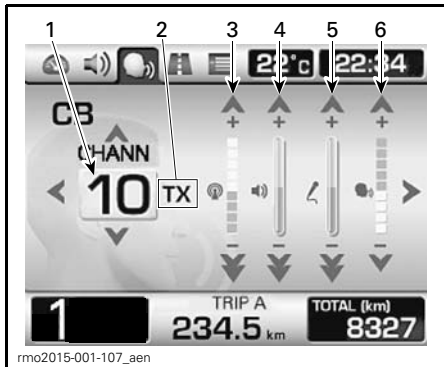 1 2 3 4 5 6
22°c 22:34
CB
CHANN
10 TX
+ + + +
- - - -
1
TRIP A
234.5 km
TOTAL (km)
8327
rmo2015-001-107_aen